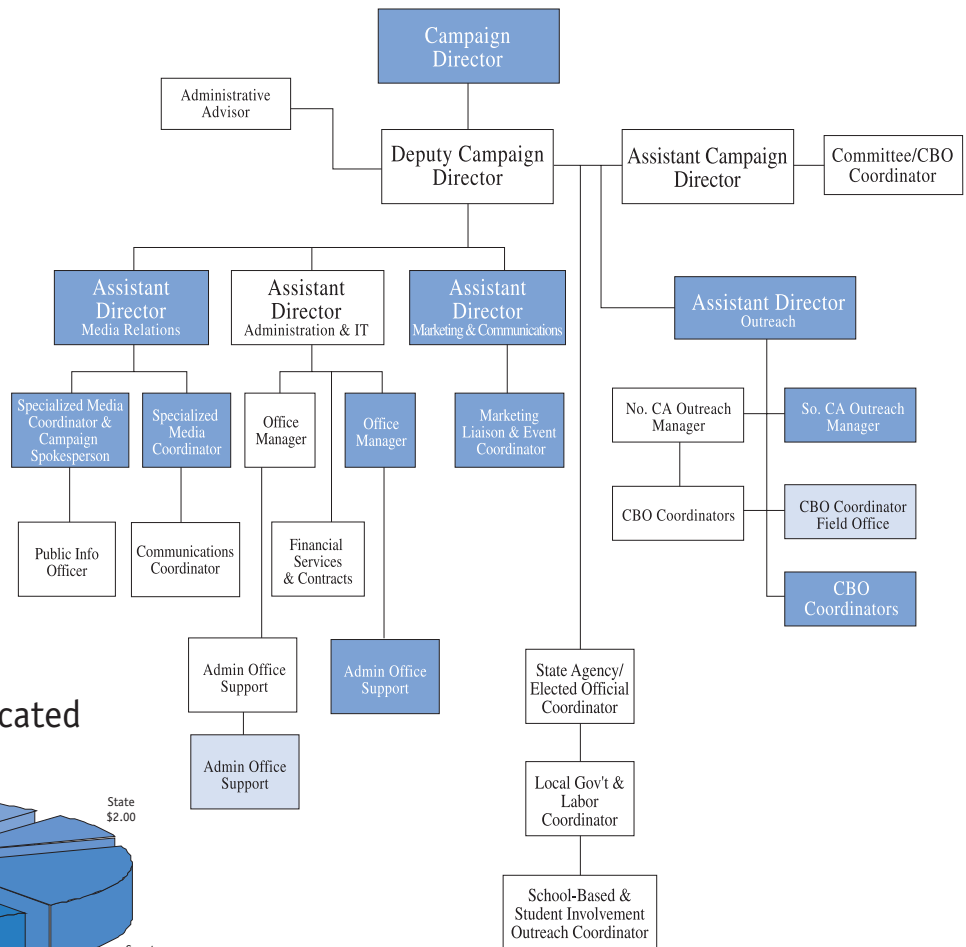 Campaign
Director
Administrative
Advisor
Deputy Campaign
Director
Assistant Campaign
Director
Committee/CBO
Coordinator
Assistant
Director
Media Relations
Assistant
Director
Administration & IT
Assistant
Director
Marketing & Communications
Assistant Director
Outreach
Specialized Media
Coordinator &
Campaign
Spokesperson
Specialized
Media
Coordinator
Office
Manager
Office
Manager
Marketing
Liaison & Event
Coordinator
No. CA Outreach
Manager
So. CA Outreach
Manager
CBO Coordinators
CBO Coordinator
Field Office
Public Info
Officer
Communications
Coordinator
Financial
Services
& Contracts
CBO
Coordinators
Admin Office
Support
Admin Office
Support
State Agency/
Elected Official
Coordinator
cated
Admin Office
Support
Local Gov't &
Labor
Coordinator
State
$2.00
School-Based &
Student Involvement
Outreach Coordinator